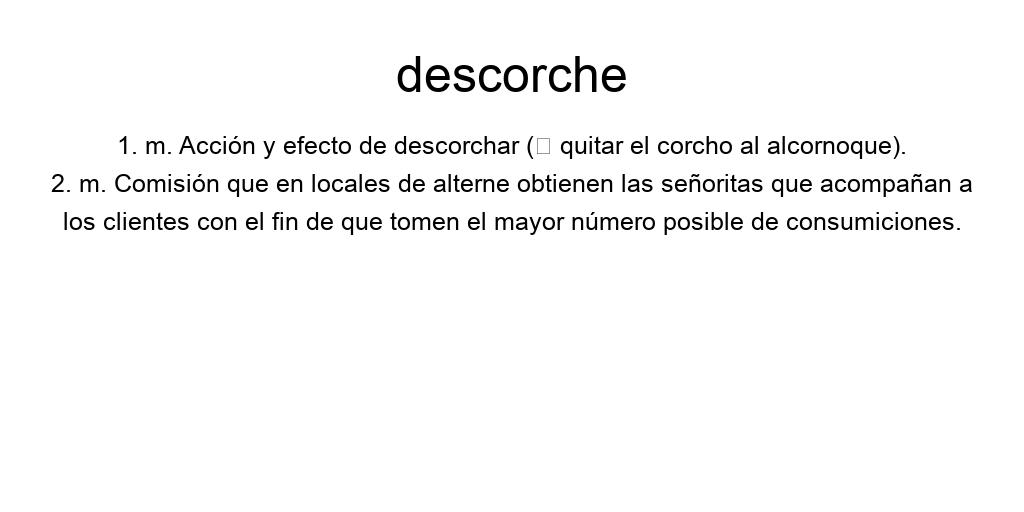 descorche
1. m. Acción y efecto de descorchar (□ quitar el corcho al alcornoque).
2. m. Comisión que en locales de alterne obtienen las señoritas que acompañan a
los clientes con el fin de que tomen el mayor número posible de consumiciones.